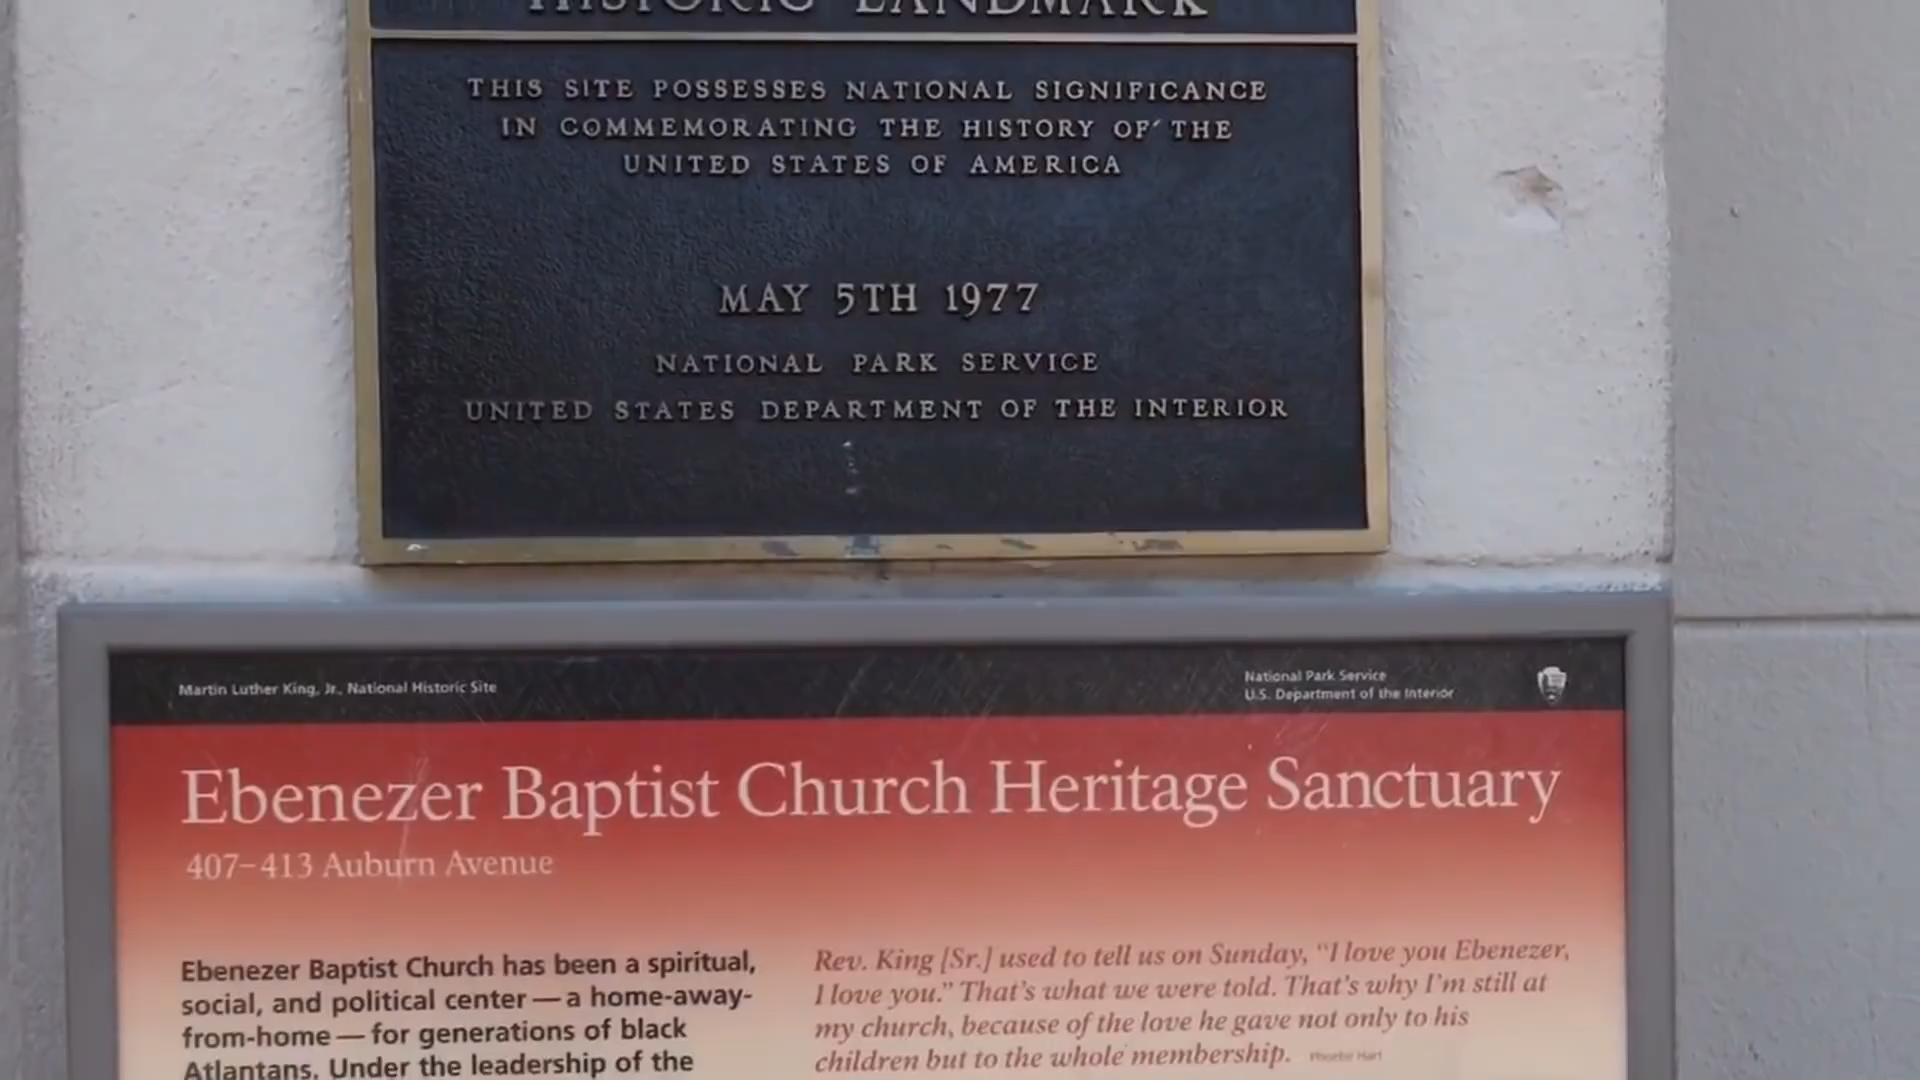 HISTORIC LANDMARK
THIS SITE POSSESSES NATIONAL SIGNIFICANCE
IN COMMEMORATING THE HISTORY OF THE
UNITED STATES OF AMERICA
MAY 5TH 1977
NATIONAL PARK SERVICE
UNITED STATES DEPARTMENT OF THE INTERIOR
Martin Luther King, Jr., National Historic Site
National Park Service
U.S. Department of the Interior
Ebenezer Baptist Church Heritage Sanctuary
407–413 Auburn Avenue
Ebenezer Baptist Church has been a spiritual,
social, and political center — a home-away-
from-home — for generations of black
Atlantans. Under the leadership of the
Rev. King [Sr.] used to tell us on Sunday, “I love you Ebenezer,
I love you.” That’s what we were told. That’s why I’m still at
my church, because of the love he gave not only to his
children but to the whole membership. Phoebe Hart